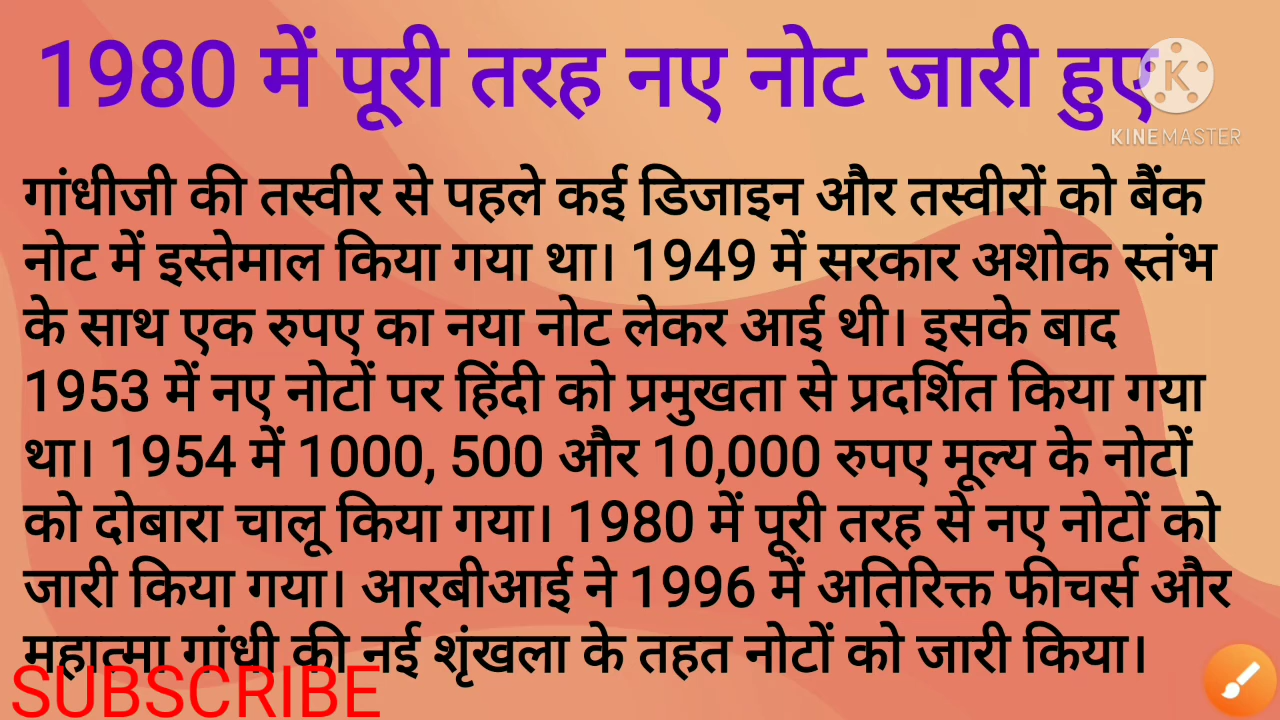 1980 में पूरी तरह नए नोट जारी हुए
KINEMASTER
गांधीजी की तस्वीर से पहले कई डिजाइन और तस्वीरों को बैंक
नोट में इस्तेमाल किया गया था। 1949 में सरकार अशोक स्तंभ
के साथ एक रुपए का नया नोट लेकर आई थी। इसके बाद
1953 में नए नोटों पर हिंदी को प्रमुखता से प्रदर्शित किया गया
था। 1954 में 1000, 500 और 10,000 रुपए मूल्य के नोटों
को दोबारा चालू किया गया। 1980 में पूरी तरह से नए नोटों को
जारी किया गया। आरबीआई ने 1996 में अतिरिक्त फीचर्स और
महात्मा गांधी की नई शृंखला के तहत नोटों को जारी किया।
SUBSCRIBE